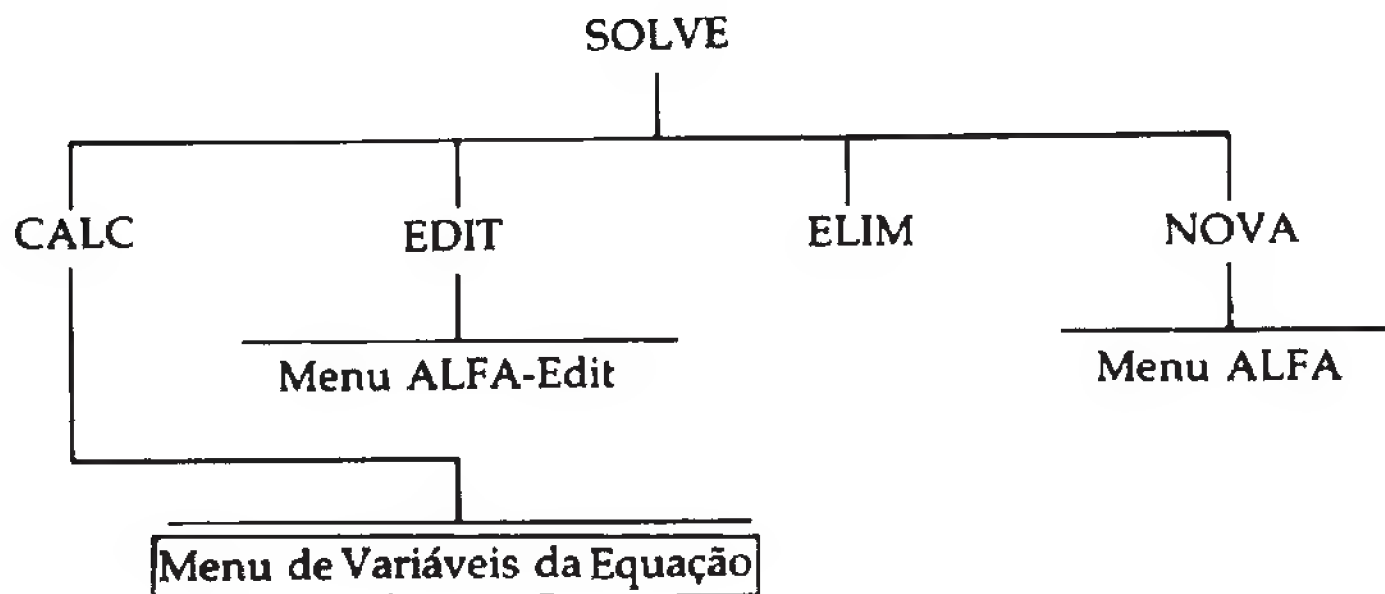 SOLVE
CALC EDIT ELIM NOVA
Menu ALFA-Edit Menu ALFA
Menu de Variáveis da Equação